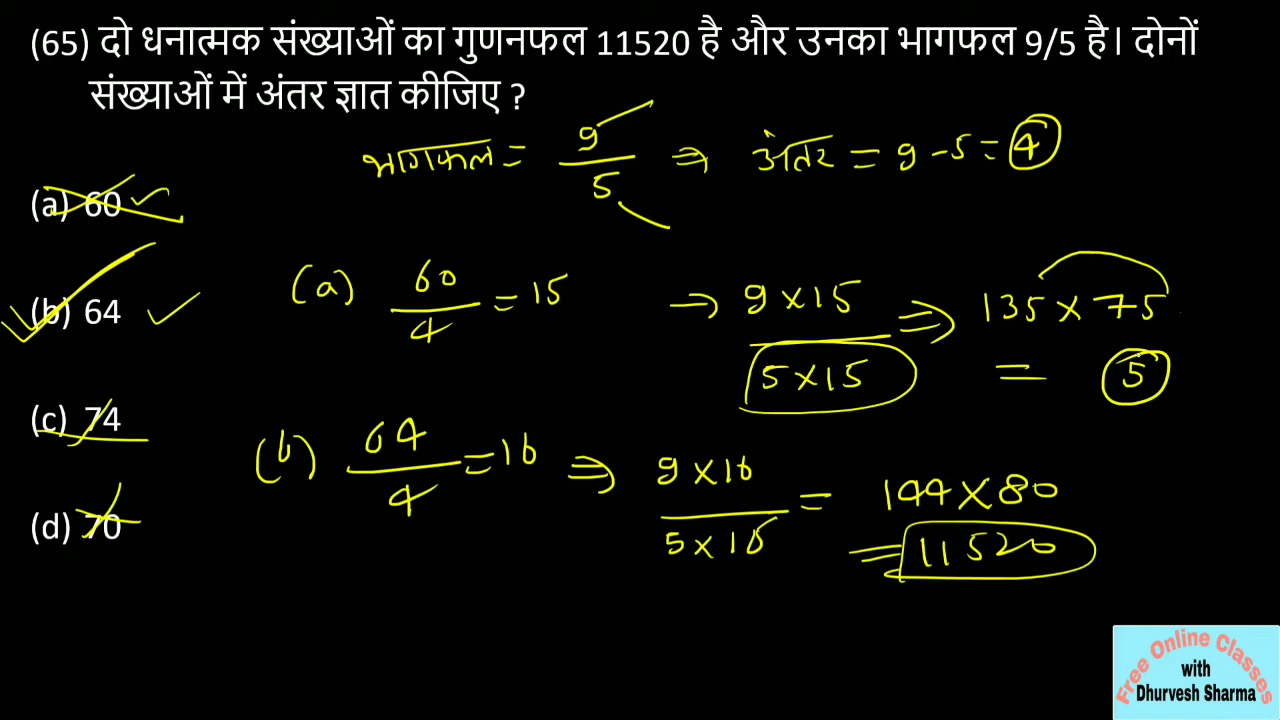 (65) दो धनात्मक संख्याओं का गुणनफल 11520 है और उनका भागफल 9/5 है। दोनों
संख्याओं में अंतर ज्ञात कीजिए ?
भागफल = 9/5 ⇒ अंतर = 9 - 5 = 4
(a) 60
(a) 60/4 = 15 → 9 × 15 / 5 × 15 ⇒ 135 × 75
= 5
(b) 64
(c) 74
(b) 64/4 = 16 ⇒ 9 × 16 / 5 × 16 = 144 × 80
= 11520
(d) 70
Free Online Classes
with
Dhurvesh Sharma